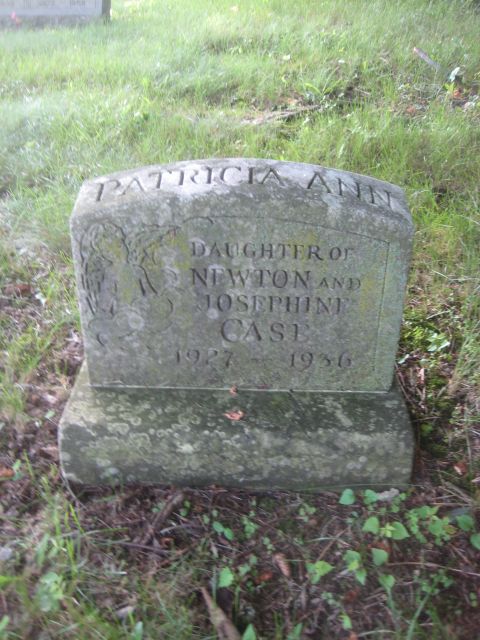 PATRICIA ANN
DAUGHTER OF
NEWTON AND
JOSEPHINE
CASE
1927 - 1936